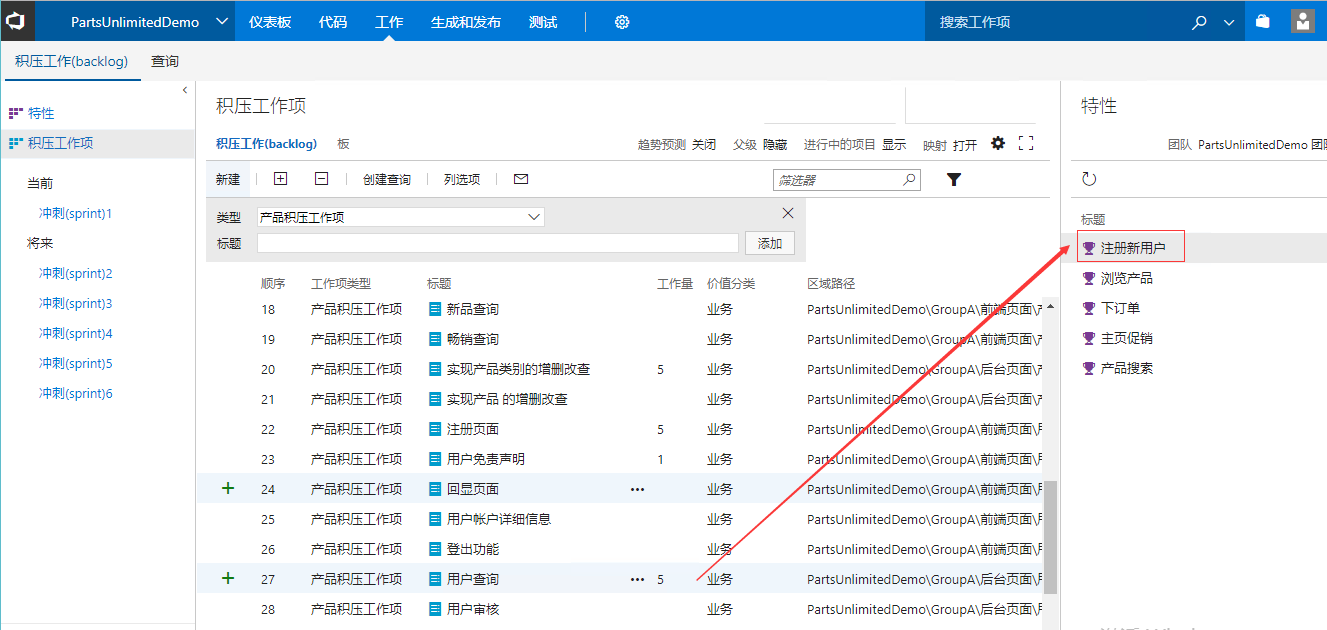 PartsUnlimitedDemo 仪表板 代码 工作 生成和发布 测试 搜索工作项
积压工作(backlog) 查询
特性
积压工作项
当前
冲刺(sprint)1
将来
冲刺(sprint)2
冲刺(sprint)3
冲刺(sprint)4
冲刺(sprint)5
冲刺(sprint)6
积压工作项
积压工作(backlog) 板 趋势预测 关闭 父级 隐藏 进行中的项目 显示 映射 打开
新建 创建查询 列选项 筛选器
类型 产品积压工作项
标题 添加
顺序 工作项类型 标题 工作量 价值分类 区域路径
18 产品积压工作项 新品查询 业务 PartsUnlimitedDemo\GroupA\前端页面\
19 产品积压工作项 畅销查询 业务 PartsUnlimitedDemo\GroupA\前端页面\
20 产品积压工作项 实现产品类别的增删改查 5 业务 PartsUnlimitedDemo\GroupA\后台页面\
21 产品积压工作项 实现产品 的增删改查 业务 PartsUnlimitedDemo\GroupA\后台页面\
22 产品积压工作项 注册页面 5 业务 PartsUnlimitedDemo\GroupA\前端页面\
23 产品积压工作项 用户免责声明 1 业务 PartsUnlimitedDemo\GroupA\前端页面\
24 产品积压工作项 回显页面 业务 PartsUnlimitedDemo\GroupA\前端页面\
25 产品积压工作项 用户帐户详细信息 业务 PartsUnlimitedDemo\GroupA\前端页面\
26 产品积压工作项 登出功能 业务 PartsUnlimitedDemo\GroupA\前端页面\
27 产品积压工作项 用户查询 5 业务 PartsUnlimitedDemo\GroupA\后台页面\
28 产品积压工作项 用户审核 业务 PartsUnlimitedDemo\GroupA\后台页面\
特性
团队 PartsUnlimitedDemo
标题
注册新用户
浏览产品
下订单
主页促销
产品搜索